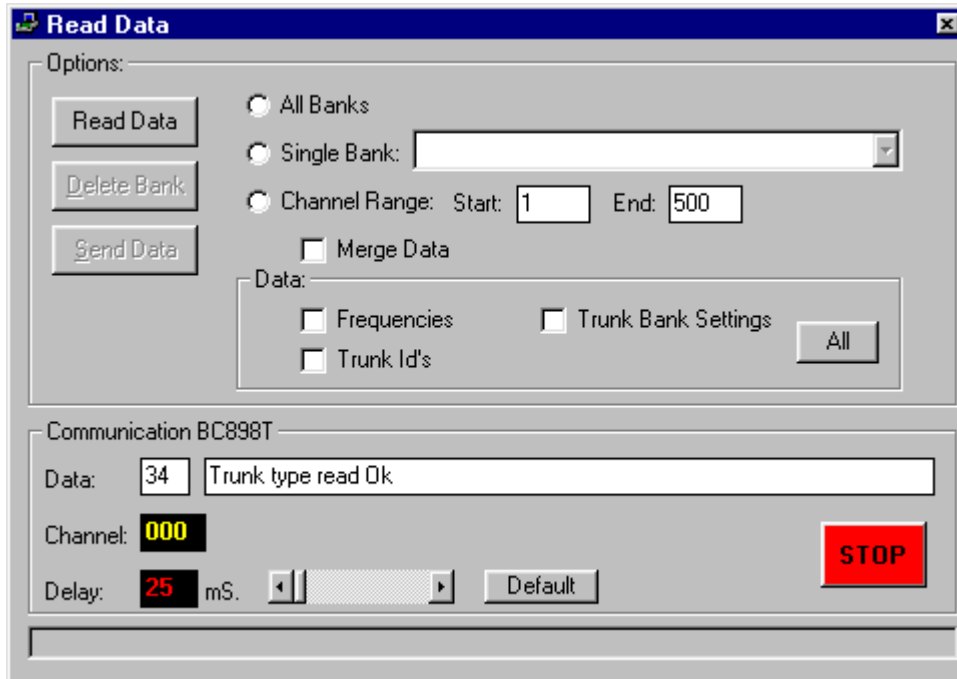 Read Data
Options:
Read Data
All Banks
Single Bank:
Delete Bank
Channel Range: Start: 1 End: 500
Send Data
Merge Data
Data:
Frequencies Trunk Bank Settings
All
Trunk Id's
Communication BC898T
Data: 34 Trunk type read Ok
Channel: 000
STOP
Delay: 25 mS. Default